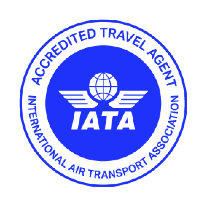 ACCREDITED TRAVEL AGENT
IATA
INTERNATIONAL AIR TRANSPORT ASSOCIATION